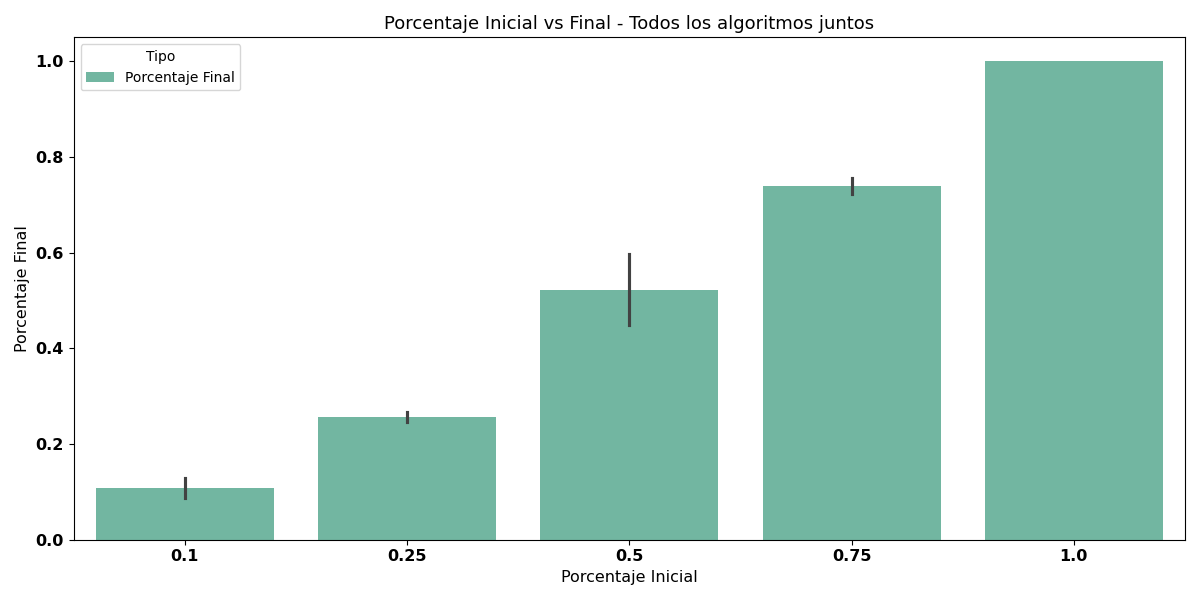 Porcentaje Inicial vs Final - Todos los algoritmos juntos
Tipo
Porcentaje Final
Porcentaje Final
1.0
0.8
0.6
0.4
0.2
0.0
0.1 0.25 0.5 0.75 1.0
Porcentaje Inicial